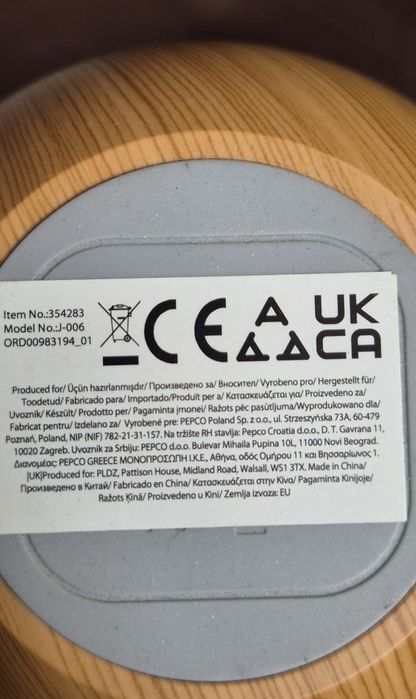 Item No.:354283
Model No.:J-006
ORD00983194_01
CE
UK
CA
Produced for/ Üçün hazırlanmışdır/ Произведено за/ Вносител/ Vyrobeno pro/ Hergestellt für/
Toodetud/ Fabricado para/ Importado/Produit per a/ Κατασκευάζεται για/ Proizvedeno za/
Uvoznik/ Készült/ Prodotto per/ Pagaminta įmonei/ Ražots pēc pasūtījuma/Wyprodukowano dla/
Fabricat pentru/ Izdelano za/ Vyrobené pre: PEPCO Poland Sp. z o.o., ul. Strzeszyńska 73A, 60-479
Poznań, Poland, NIP (NIF) 782-21-31-157. Na tržište RH stavlja: Pepco Croatia d.o.o., D. T. Gavrana 11,
10020 Zagreb. Uvoznik za Srbiju: PEPCO d.o.o. Bulevar Mihaila Pupina 10L, 11000 Novi Beograd.
Διανομέας: PEPCO GREECE ΜΟΝΟΠΡΟΣΩΠΗ Ι.Κ.Ε., Αθήνα, οδός Ομήρου 11 και Βησσαρίωνος 1.
|UK|Produced for: PLDZ, Pattison House, Midland Road, Walsall, WS1 3TX. Made in China/
Произведено в Китай/ Fabricado en China/ Κατασκευάζεται στην Κίνα/ Pagaminta Kinijoje/
Ražots Ķīnā/ Proizvedeno u Kini/ Zemlja izvoza: EU